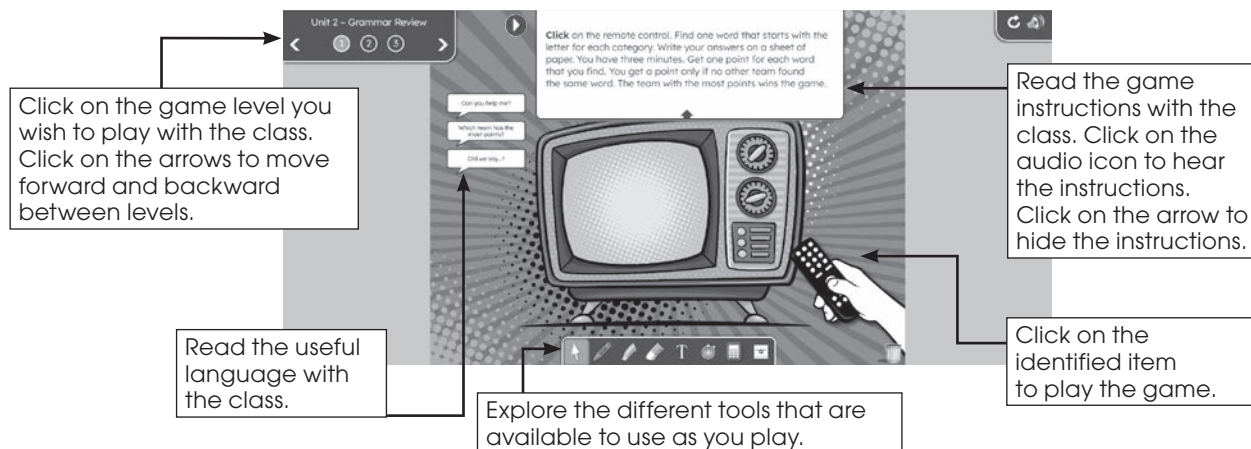 Unit 2 – Grammar Review
1 2 3
Click on the remote control. Find one word that starts with the
letter for each category. Write your answers on a sheet of
paper. You have three minutes. Get one point for each word
that you find. You get a point only if no other team found
the same word. The team with the most points wins the game.
Can you help me?
Which team has the
most points?
Did we say...?
Click on the game level you
wish to play with the class.
Click on the arrows to move
forward and backward
between levels.
Read the game
instructions with the
class. Click on the
audio icon to hear
the instructions.
Click on the arrow to
hide the instructions.
Read the useful
language with
the class.
T
Explore the different tools that are
available to use as you play.
Click on the
identified item
to play the game.